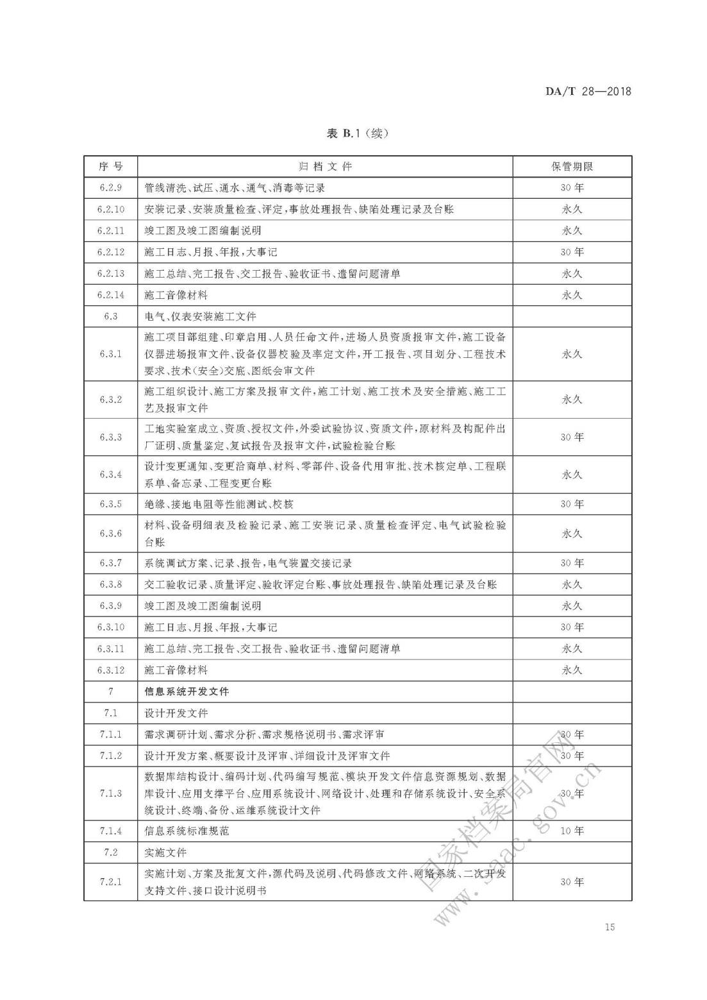 DA/T 28—2018
表 B.1（续）
序号 归档文件 保管期限
6.2.9 管线清洗、试压、通水、通气、消毒等记录 30年
6.2.10 安装记录、安装质量检查、评定,事故处理报告、缺陷处理记录及台账 永久
6.2.11 竣工图及竣工图编制说明 永久
6.2.12 施工日志、月报、年报,大事记 30年
6.2.13 施工总结、完工报告、交工报告、验收证书、遗留问题清单 永久
6.2.14 施工音像材料 永久
6.3 电气、仪表安装施工文件
施工项目部组建、印章启用、人员任命文件,进场人员资质报审文件,施工设备
6.3.1 仪器进场报审文件、设备仪器校验及率定文件,开工报告、项目划分、工程技术 永久
要求、技术(安全)交底、图纸会审文件
6.3.2 施工组织设计、施工方案及报审文件,施工计划、施工技术及安全措施、施工工 永久
艺及报审文件
6.3.3 工地实验室成立、资质、授权文件,外委试验协议、资质文件,原材料及构配件出 30年
厂证明、质量鉴定、复试报告及报审文件,试验检验台账
6.3.4 设计变更通知、变更洽商单、材料、零部件、设备代用审批、技术核定单、工程联 永久
系单、备忘录、工程变更台账
6.3.5 绝缘、接地电阻等性能测试、校核 30年
6.3.6 材料、设备明细表及检验记录、施工安装记录、质量检查评定、电气试验检验 永久
台账
6.3.7 系统调试方案、记录、报告,电气装置交接记录 30年
6.3.8 交工验收记录、质量评定、验收评定台账、事故处理报告、缺陷处理记录及台账 永久
6.3.9 竣工图及竣工图编制说明 永久
6.3.10 施工日志、月报、年报,大事记 30年
6.3.11 施工总结、完工报告、交工报告、验收证书、遗留问题清单 永久
6.3.12 施工音像材料 永久
7 信息系统开发文件
7.1 设计开发文件
7.1.1 需求调研计划、需求分析、需求规格说明书、需求评审 30年
7.1.2 设计开发方案、概要设计及评审、详细设计及评审文件 30年
数据库结构设计、编码计划、代码编写规范、模块开发文件信息资源规划、数据
7.1.3 库设计、应用支撑平台、应用系统设计、网络设计、处理和存储系统设计、安全系 30年
统设计、终端、备份、运维系统设计文件
7.1.4 信息系统标准规范 10年
7.2 实施文件
7.2.1 实施计划、方案及批复文件,源代码及说明、代码修改文件、网络系统、二次开发 30年
支持文件、接口设计说明书
国家档案局官网
www.saac.gov.cn
15